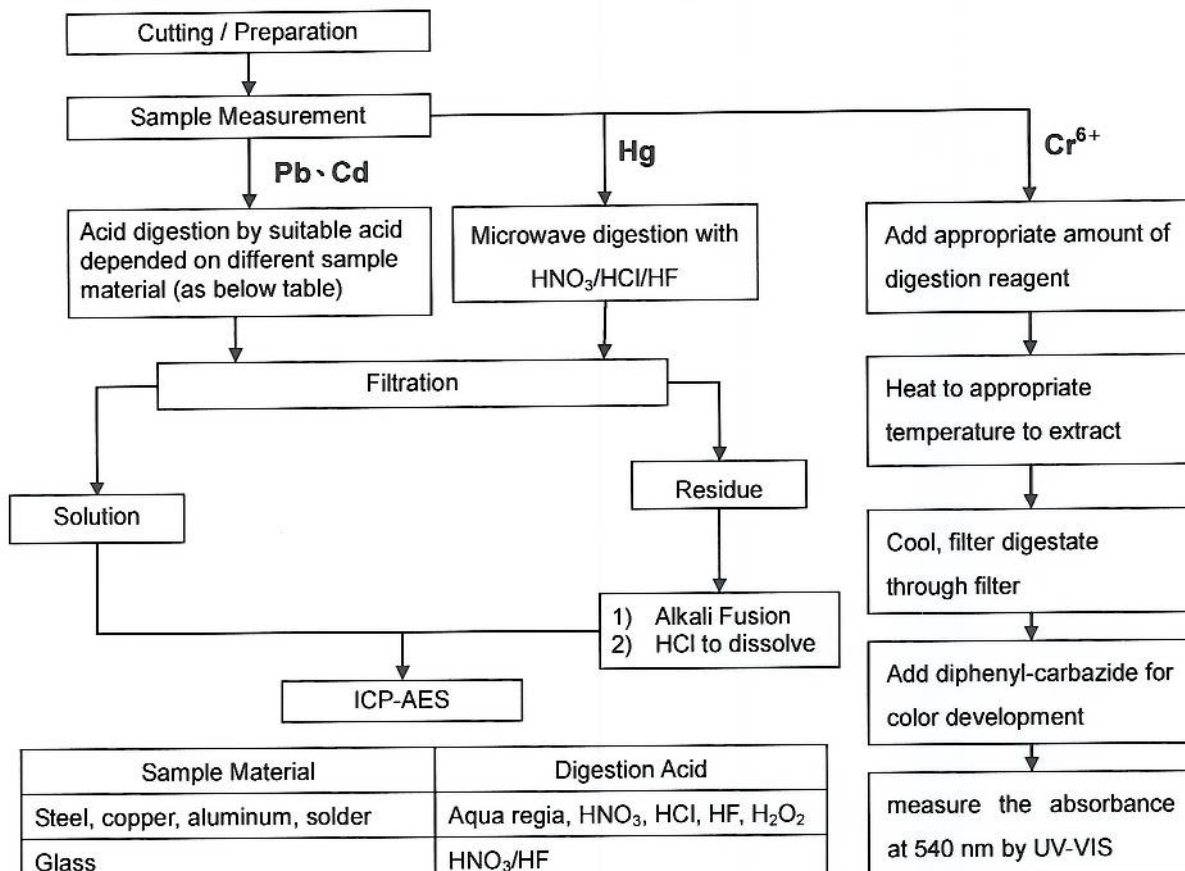 Cutting / Preparation
Sample Measurement
Pb、Cd
Hg
Cr⁶⁺
Acid digestion by suitable acid
depended on different sample
material (as below table)
Microwave digestion with
HNO₃/HCl/HF
Add appropriate amount of
digestion reagent
Filtration
Heat to appropriate
temperature to extract
Solution
Residue
Cool, filter digestate
through filter
1) Alkali Fusion
2) HCl to dissolve
ICP-AES
Add diphenyl-carbazide for
color development
Sample Material Digestion Acid
Steel, copper, aluminum, solder Aqua regia, HNO₃, HCl, HF, H₂O₂
Glass HNO₃/HF
measure the absorbance
at 540 nm by UV-VIS